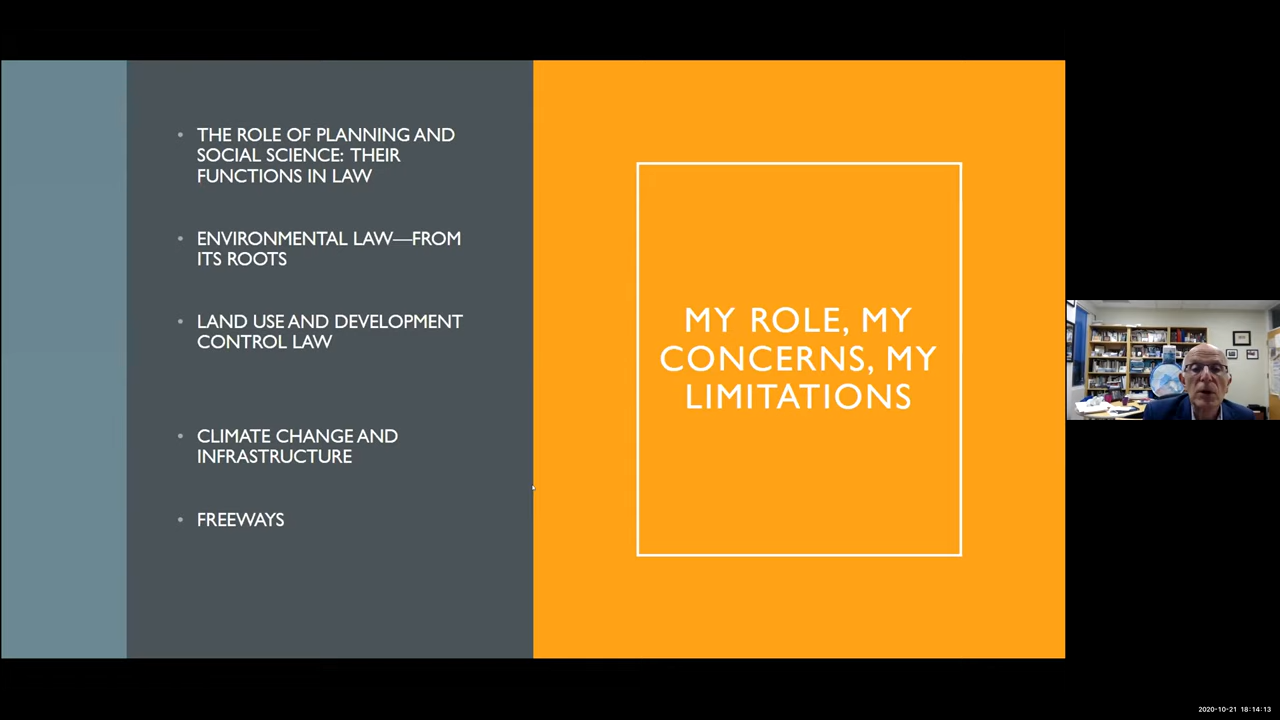 THE ROLE OF PLANNING AND
SOCIAL SCIENCE: THEIR
FUNCTIONS IN LAW
ENVIRONMENTAL LAW—FROM
ITS ROOTS
LAND USE AND DEVELOPMENT
CONTROL LAW
CLIMATE CHANGE AND
INFRASTRUCTURE
FREEWAYS
MY ROLE, MY
CONCERNS, MY
LIMITATIONS
2020-10-21 18:14:13